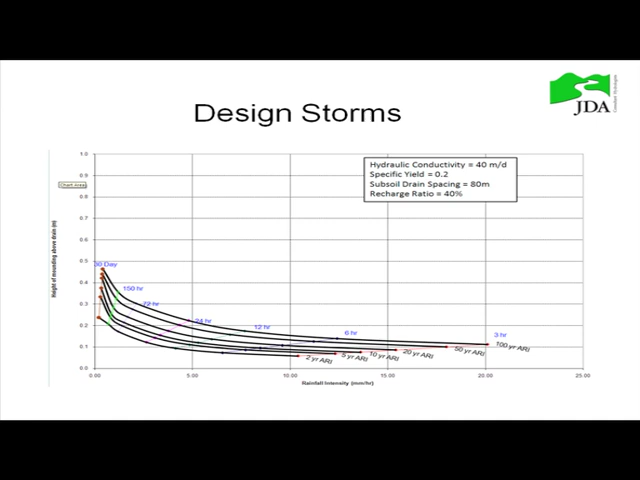 JDA
Consultant Hydrologists
Design Storms
Hydraulic Conductivity = 40 m/d
Specific Yield = 0.2
Subsoil Drain Spacing = 80m
Recharge Ratio = 40%
Chart Area
Height of mounding above drain (m)
1.0
0.9
0.8
0.7
0.6
0.5
0.4
0.3
0.2
0.1
0.0
30 Day
150 hr
72 hr
24 hr
12 hr
6 hr
3 hr
2 yr ARI
5 yr ARI
10 yr ARI
20 yr ARI
50 yr ARI
100 yr ARI
0.00
5.00
10.00
15.00
20.00
25.00
Rainfall Intensity (mm/hr)